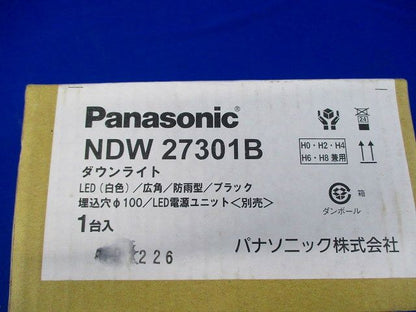 Panasonic®
NDW 27301B
ダウンライト
LED(白色)/広角/防雨型/ブラック
埋込穴φ100/LED電源ユニット<別売>
1台入
226
パナソニック株式会社
H0・H2・H4
H6・H8 兼用
箱
ダンボール